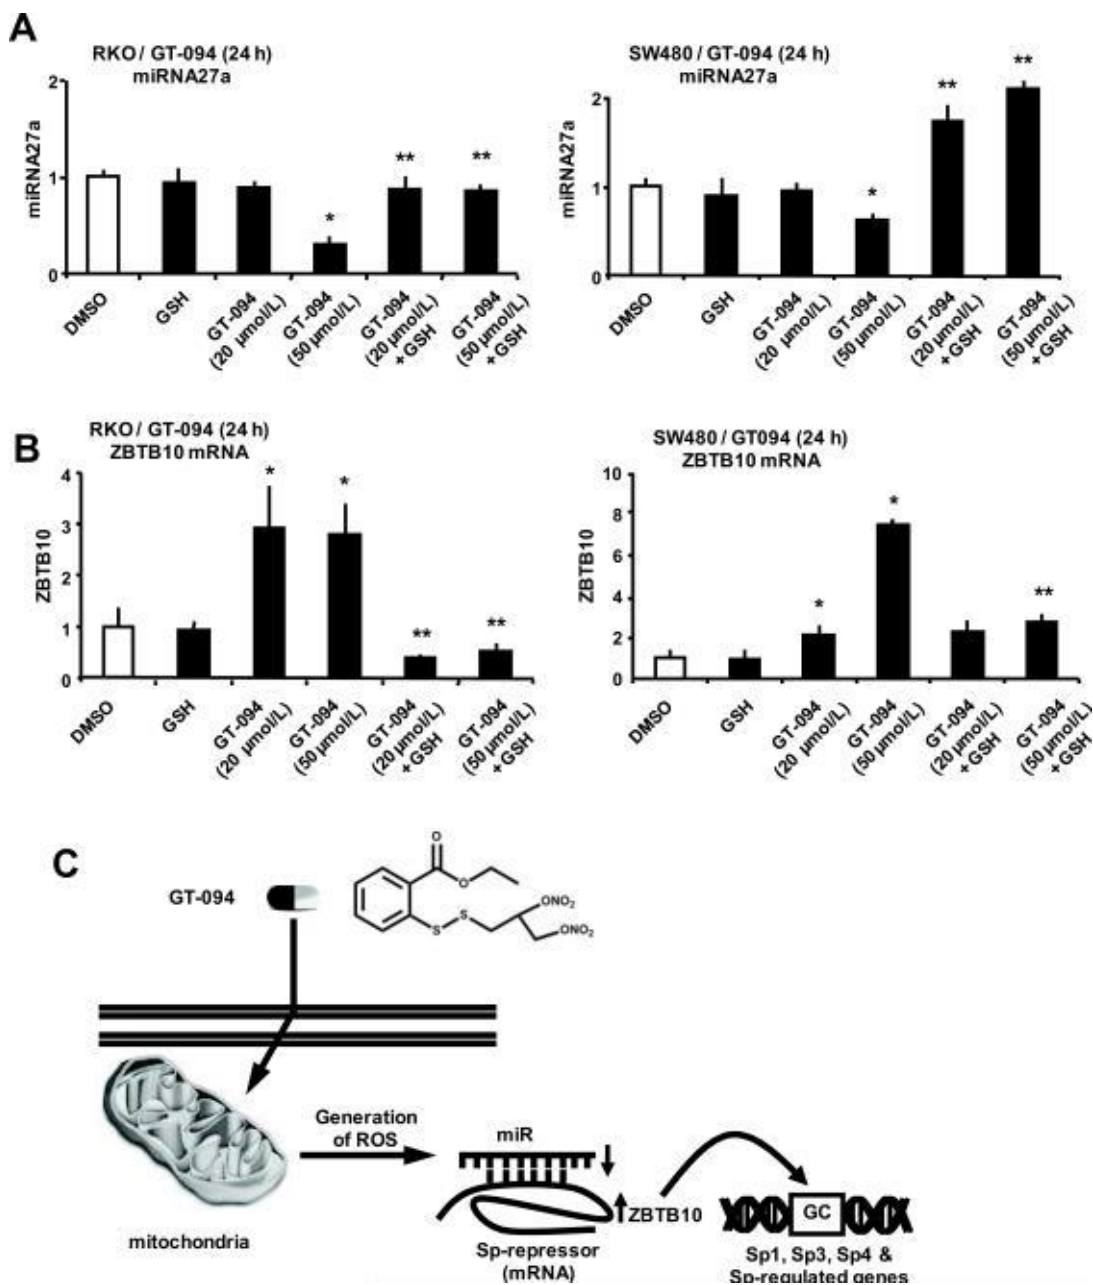 A
RKO / GT-094 (24 h)
miRNA27a
miRNA27a
2
1
0
DMSO
GSH
GT-094
(20 µmol/L)
GT-094
(50 µmol/L)
GT-094
(20 µmol/L)
+GSH
GT-094
(50 µmol/L)
+GSH
*
**
**
SW480 / GT-094 (24 h)
miRNA27a
miRNA27a
2
1
0
DMSO
GSH
GT-094
(20 µmol/L)
GT-094
(50 µmol/L)
GT-094
(20 µmol/L)
+GSH
GT-094
(50 µmol/L)
+GSH
*
**
**
B
RKO / GT-094 (24 h)
ZBTB10 mRNA
ZBTB10
4
3
2
1
0
DMSO
GSH
GT-094
(20 µmol/L)
GT-094
(50 µmol/L)
GT-094
(20 µmol/L)
+GSH
GT-094
(50 µmol/L)
+GSH
*
*
**
**
SW480 / GT094 (24 h)
ZBTB10 mRNA
ZBTB10
10
8
6
4
2
0
DMSO
GSH
GT-094
(20 µmol/L)
GT-094
(50 µmol/L)
GT-094
(20 µmol/L)
+GSH
GT-094
(50 µmol/L)
+GSH
*
*
**
C
GT-094
O
O
S
S
ONO₂
ONO₂
Generation
of ROS
mitochondria
miR
ZBTB10
Sp-repressor
(mRNA)
GC
Sp1, Sp3, Sp4 &
Sp-regulated genes